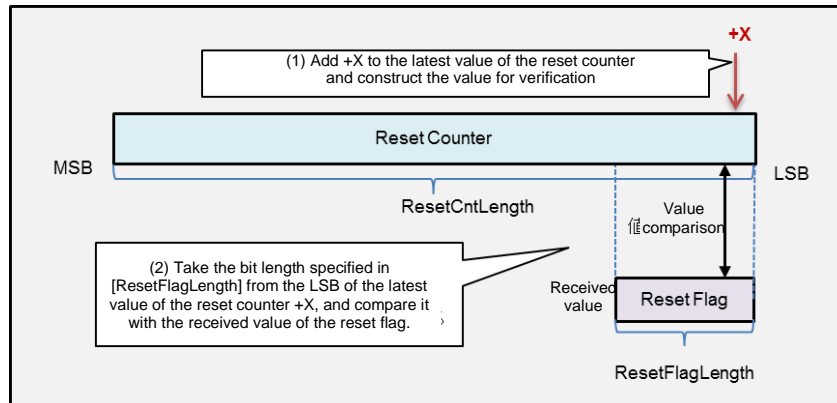 +X
(1) Add +X to the latest value of the reset counter
and construct the value for verification
Reset Counter
MSB
LSB
ResetCntLength
Value
値 comparison
(2) Take the bit length specified in
[ResetFlagLength] from the LSB of the latest
value of the reset counter +X, and compare it
with the received value of the reset flag.
Received
value
Reset Flag
ResetFlagLength